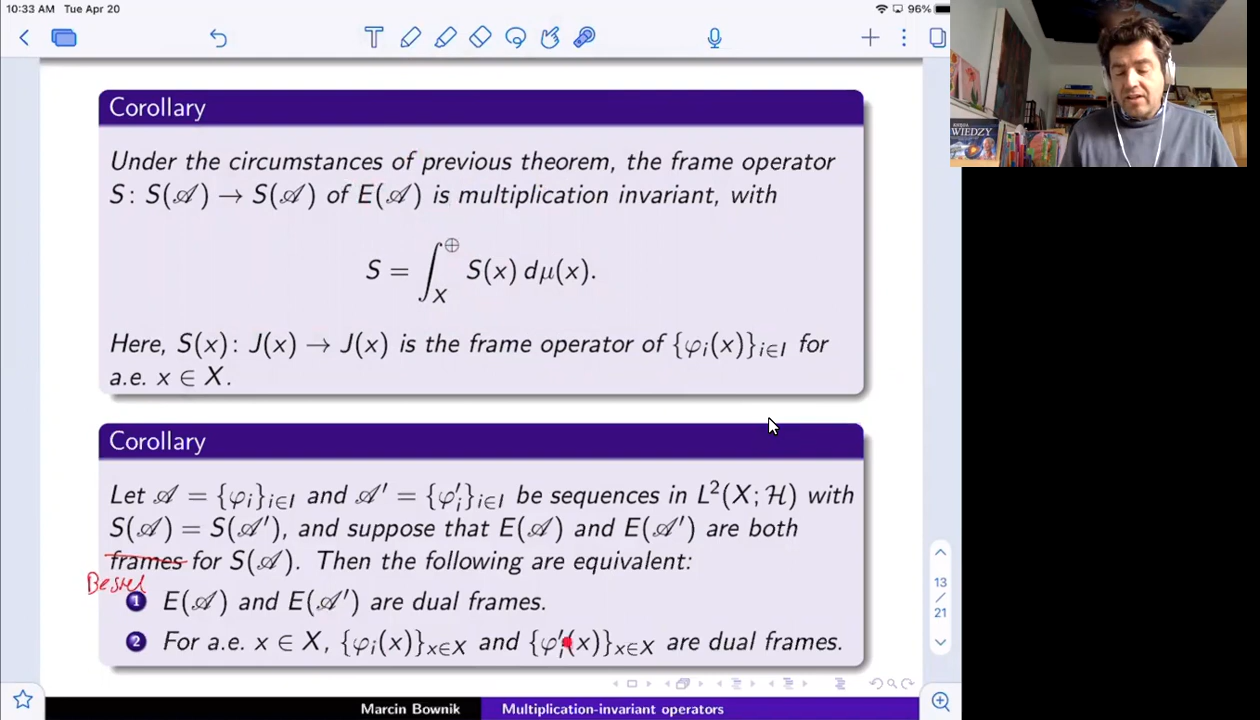 10:33 AM Tue Apr 20
96%
Corollary
Under the circumstances of previous theorem, the frame operator
S: S(𝒜) → S(𝒜) of E(𝒜) is multiplication invariant, with
S = ∫_X^⊕ S(x) dμ(x).
Here, S(x): J(x) → J(x) is the frame operator of {φ_i(x)}_{i∈I} for
a.e. x ∈ X.
Corollary
Let 𝒜 = {φ_i}_{i∈I} and 𝒜′ = {φ′_i}_{i∈I} be sequences in L²(X; ℋ) with
S(𝒜) = S(𝒜′), and suppose that E(𝒜) and E(𝒜′) are both
frames for S(𝒜). Then the following are equivalent:
Bessel
1 E(𝒜) and E(𝒜′) are dual frames.
2 For a.e. x ∈ X, {φ_i(x)}_{x∈X} and {φ′_i(x)}_{x∈X} are dual frames.
Marcin Bownik
Multiplication-invariant operators
13
/
21
WIEDZY